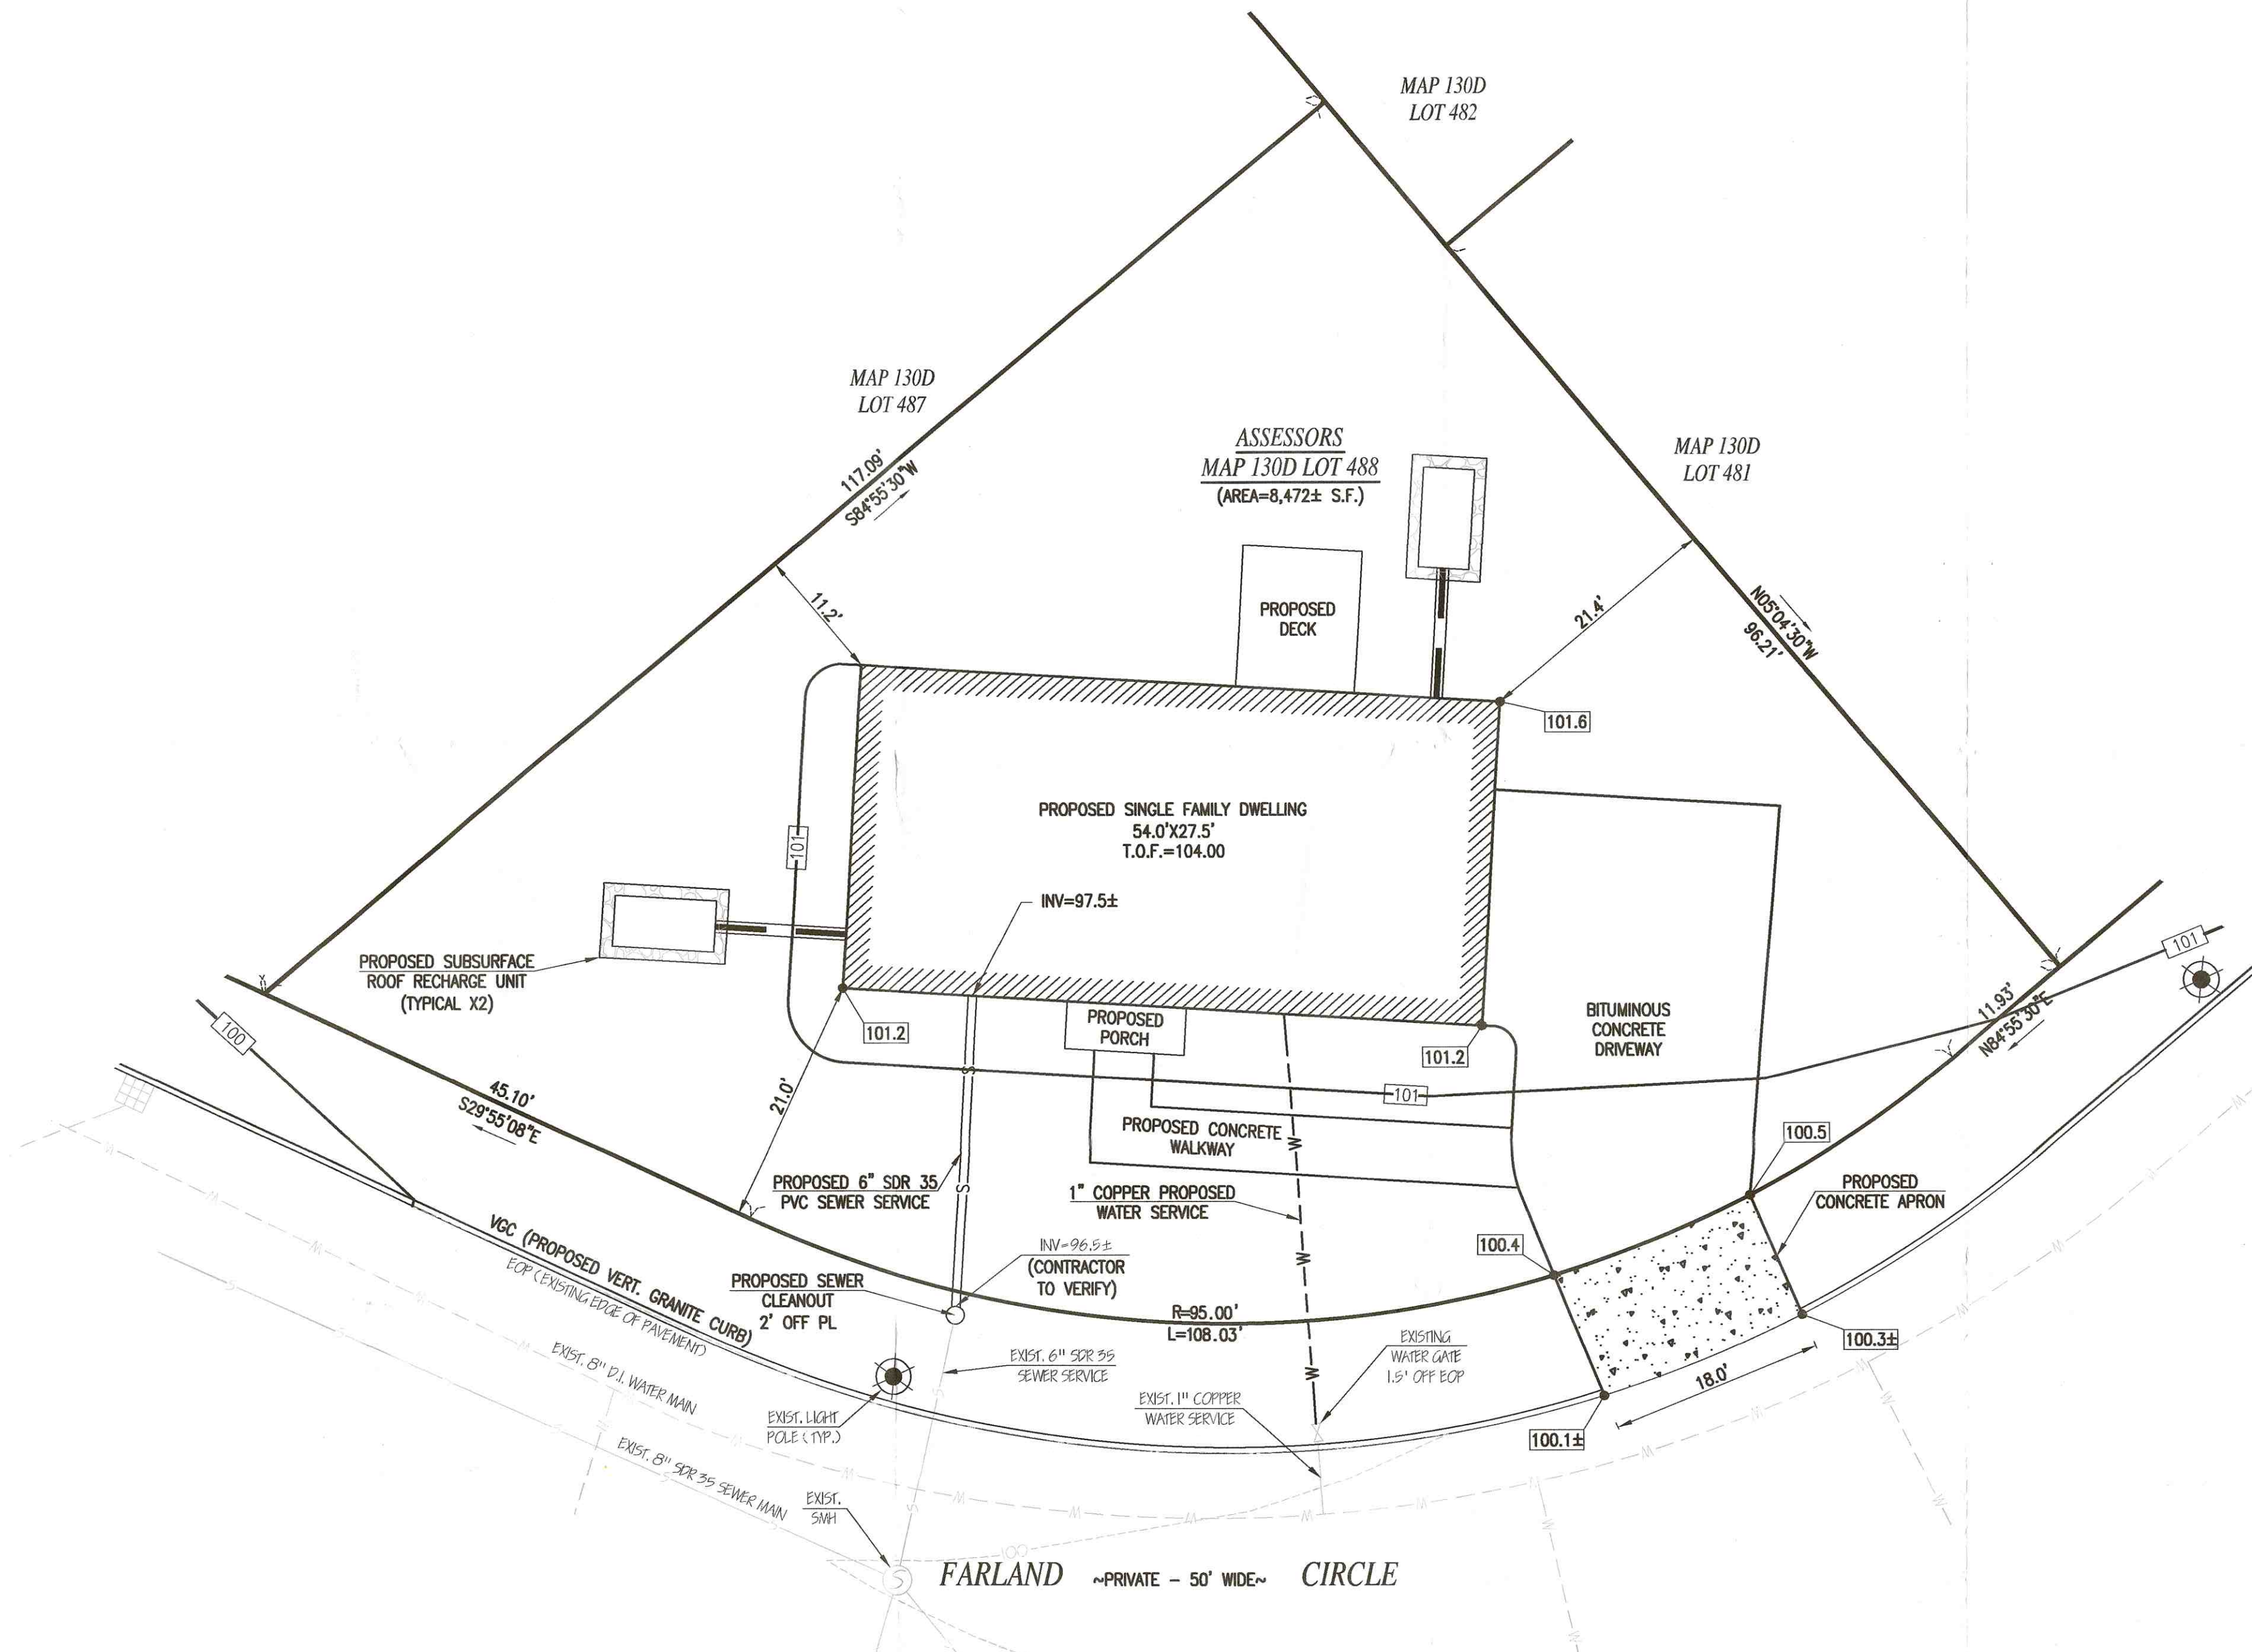 MAP 130D
LOT 482
MAP 130D
LOT 487
117.09'
S84°55'30"W
ASSESSORS
MAP 130D LOT 488
(AREA=8,472± S.F.)
MAP 130D
LOT 481
11.2'
PROPOSED
DECK
21.4'
N05°04'30"W
96.21'
101.6
PROPOSED SINGLE FAMILY DWELLING
54.0'X27.5'
T.O.F.=104.00
101
INV=97.5±
PROPOSED SUBSURFACE
ROOF RECHARGE UNIT
(TYPICAL X2)
101
100
101.2
PROPOSED
PORCH
101.2
BITUMINOUS
CONCRETE
DRIVEWAY
11.93'
N84°55'30"E
45.10'
S29°55'08"E
21.0'
S
101
PROPOSED CONCRETE
WALKWAY
W
100.5
PROPOSED 6" SDR 35
PVC SEWER SERVICE
S
1" COPPER PROPOSED
WATER SERVICE
PROPOSED
CONCRETE APRON
VGC (PROPOSED VERT. GRANITE CURB)
EOP (EXISTING EDGE OF PAVEMENT)
INV=96.5±
(CONTRACTOR
TO VERIFY)
W
100.4
PROPOSED SEWER
CLEANOUT
2' OFF PL
R=95.00'
L=108.03'
100.3±
EXISTING
WATER GATE
1.5' OFF EOP
EXIST. 8" D.I. WATER MAIN
EXIST. 6" SDR 35
SEWER SERVICE
W
18.0'
EXIST. LIGHT
POLE (TYP.)
EXIST. 1" COPPER
WATER SERVICE
100.1±
EXIST. 8" SDR 35 SEWER MAIN
EXIST.
SMH
100
S
FARLAND ~PRIVATE - 50' WIDE~ CIRCLE